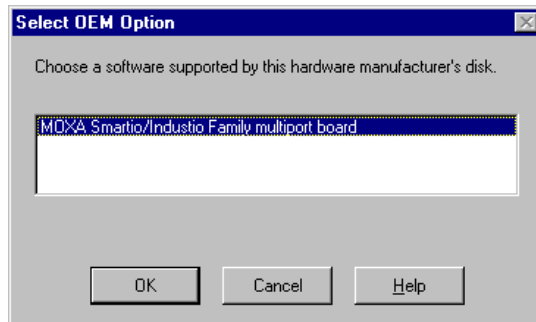 Select OEM Option
Choose a software supported by this hardware manufacturer's disk.
MOXA Smartio/Industio Family multiport board
OK Cancel Help